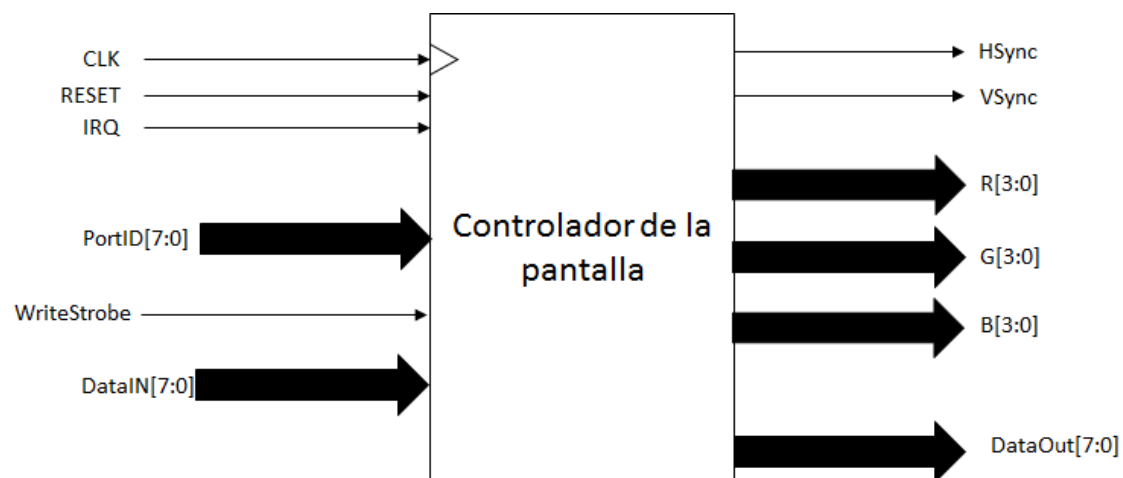 CLK
RESET
IRQ
PortID[7:0]
WriteStrobe
DataIN[7:0]
Controlador de la
pantalla
HSync
VSync
R[3:0]
G[3:0]
B[3:0]
DataOut[7:0]